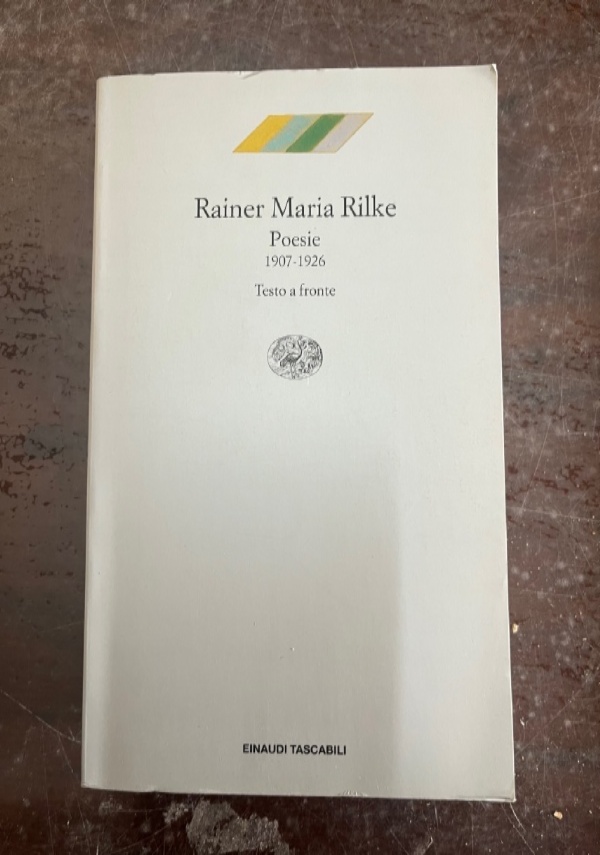 Rainer Maria Rilke
Poesie
1907-1926
Testo a fronte
EINAUDI TASCABILI